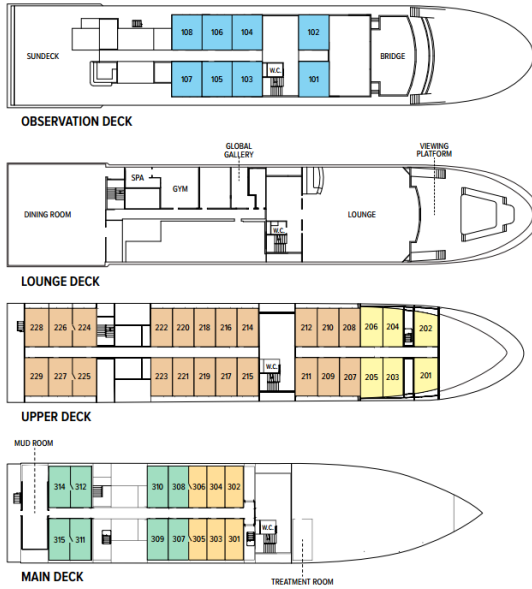 108 106 104 102
SUNDECK
W.C.
BRIDGE
107 105 103 101
OBSERVATION DECK
GLOBAL
GALLERY
VIEWING
PLATFORM
SPA
GYM
DINING ROOM
LOUNGE
W.C.
LOUNGE DECK
228 226 224 222 220 218 216 214 212 210 208 206 204 202
W.C.
229 227 225 223 221 219 217 215 211 209 207 205 203 201
UPPER DECK
MUD ROOM
314 312 310 308 306 304 302
W.C.
315 311 309 307 305 303 301
MAIN DECK
TREATMENT ROOM